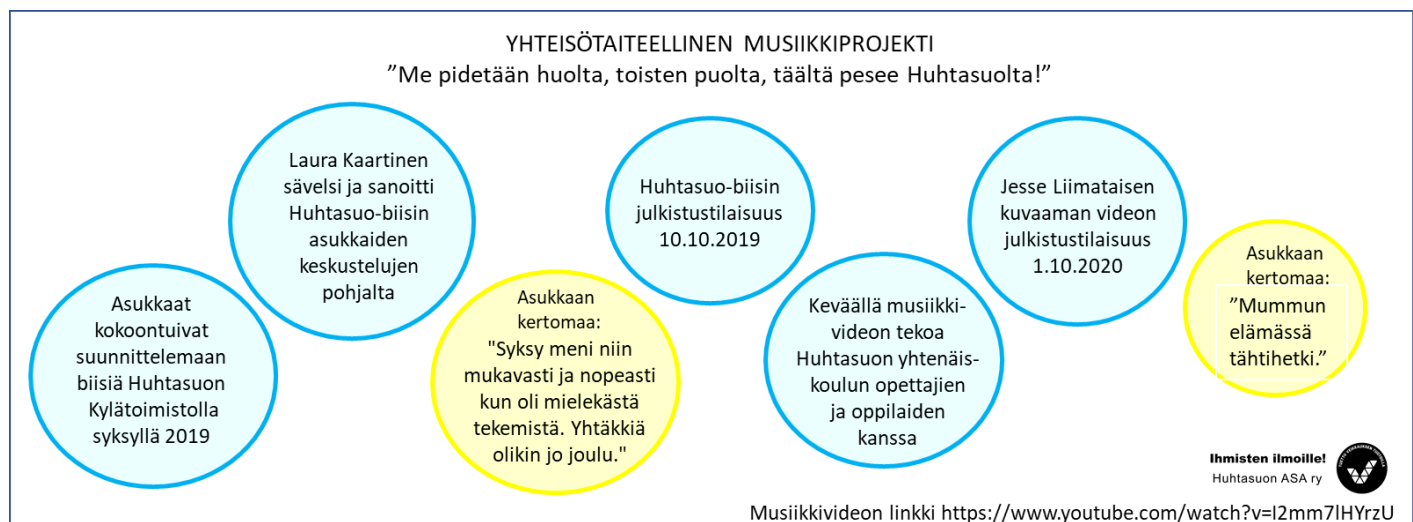 YHTEISÖTAITEELLINEN MUSIIKKIPROJEKTI
”Me pidetään huolta, toisten puolta, täältä pesee Huhtasuolta!”
Asukkaat
kokoontuivat
suunnittelemaan
biisiä Huhtasuon
Kylätoimistolla
syksyllä 2019
Laura Kaartinen
sävelsi ja sanoitti
Huhtasuo-biisin
asukkaiden
keskustelujen
pohjalta
Asukkaan
kertomaa:
"Syksy meni niin
mukavasti ja nopeasti
kun oli mielekästä
tekemistä. Yhtäkkiä
olikin jo joulu."
Huhtasuo-biisin
julkistustilaisuus
10.10.2019
Keväällä musiikki-
videon tekoa
Huhtasuon yhtenäis-
koulun opettajien
ja oppilaiden
kanssa
Jesse Liimataisen
kuvaaman videon
julkistustilaisuus
1.10.2020
Asukkaan
kertomaa:
”Mummun
elämässä
tähtihetki.”
Ihmisten ilmoille!
Huhtasuon ASA ry
Musiikkivideon linkki https://www.youtube.com/watch?v=I2mm7lHYrzU